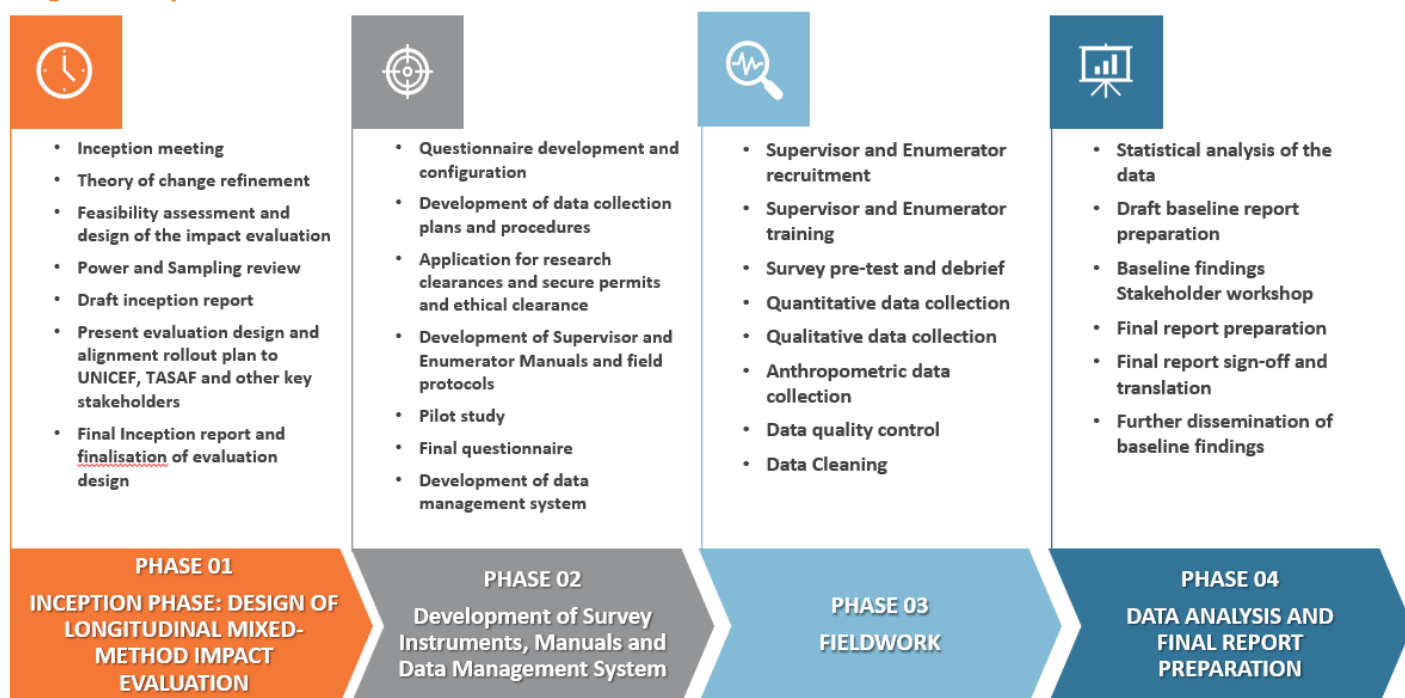 • Inception meeting
• Theory of change refinement
• Feasibility assessment and
design of the impact evaluation
• Power and Sampling review
• Draft inception report
• Present evaluation design and
alignment rollout plan to
UNICEF, TASAF and other key
stakeholders
• Final Inception report and
finalisation of evaluation
design
PHASE 01
INCEPTION PHASE: DESIGN OF
LONGITUDINAL MIXED-
METHOD IMPACT
EVALUATION
• Questionnaire development and
configuration
• Development of data collection
plans and procedures
• Application for research
clearances and secure permits
and ethical clearance
• Development of Supervisor and
Enumerator Manuals and field
protocols
• Pilot study
• Final questionnaire
• Development of data
management system
PHASE 02
Development of Survey
Instruments, Manuals and
Data Management System
• Supervisor and Enumerator
recruitment
• Supervisor and Enumerator
training
• Survey pre-test and debrief
• Quantitative data collection
• Qualitative data collection
• Anthropometric data
collection
• Data quality control
• Data Cleaning
PHASE 03
FIELDWORK
• Statistical analysis of the
data
• Draft baseline report
preparation
• Baseline findings
Stakeholder workshop
• Final report preparation
• Final report sign-off and
translation
• Further dissemination of
baseline findings
PHASE 04
DATA ANALYSIS AND
FINAL REPORT
PREPARATION